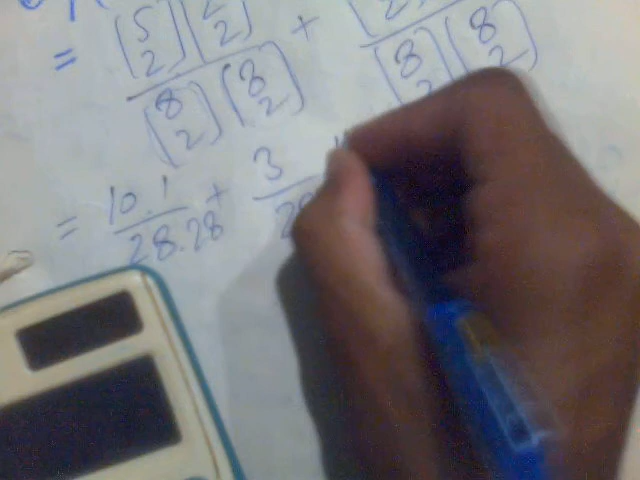 = (5 2)(2 2) / (8 2)(8 2) + (8 2)(8 2)
= 10.1 / 28.28 + 3 / 28